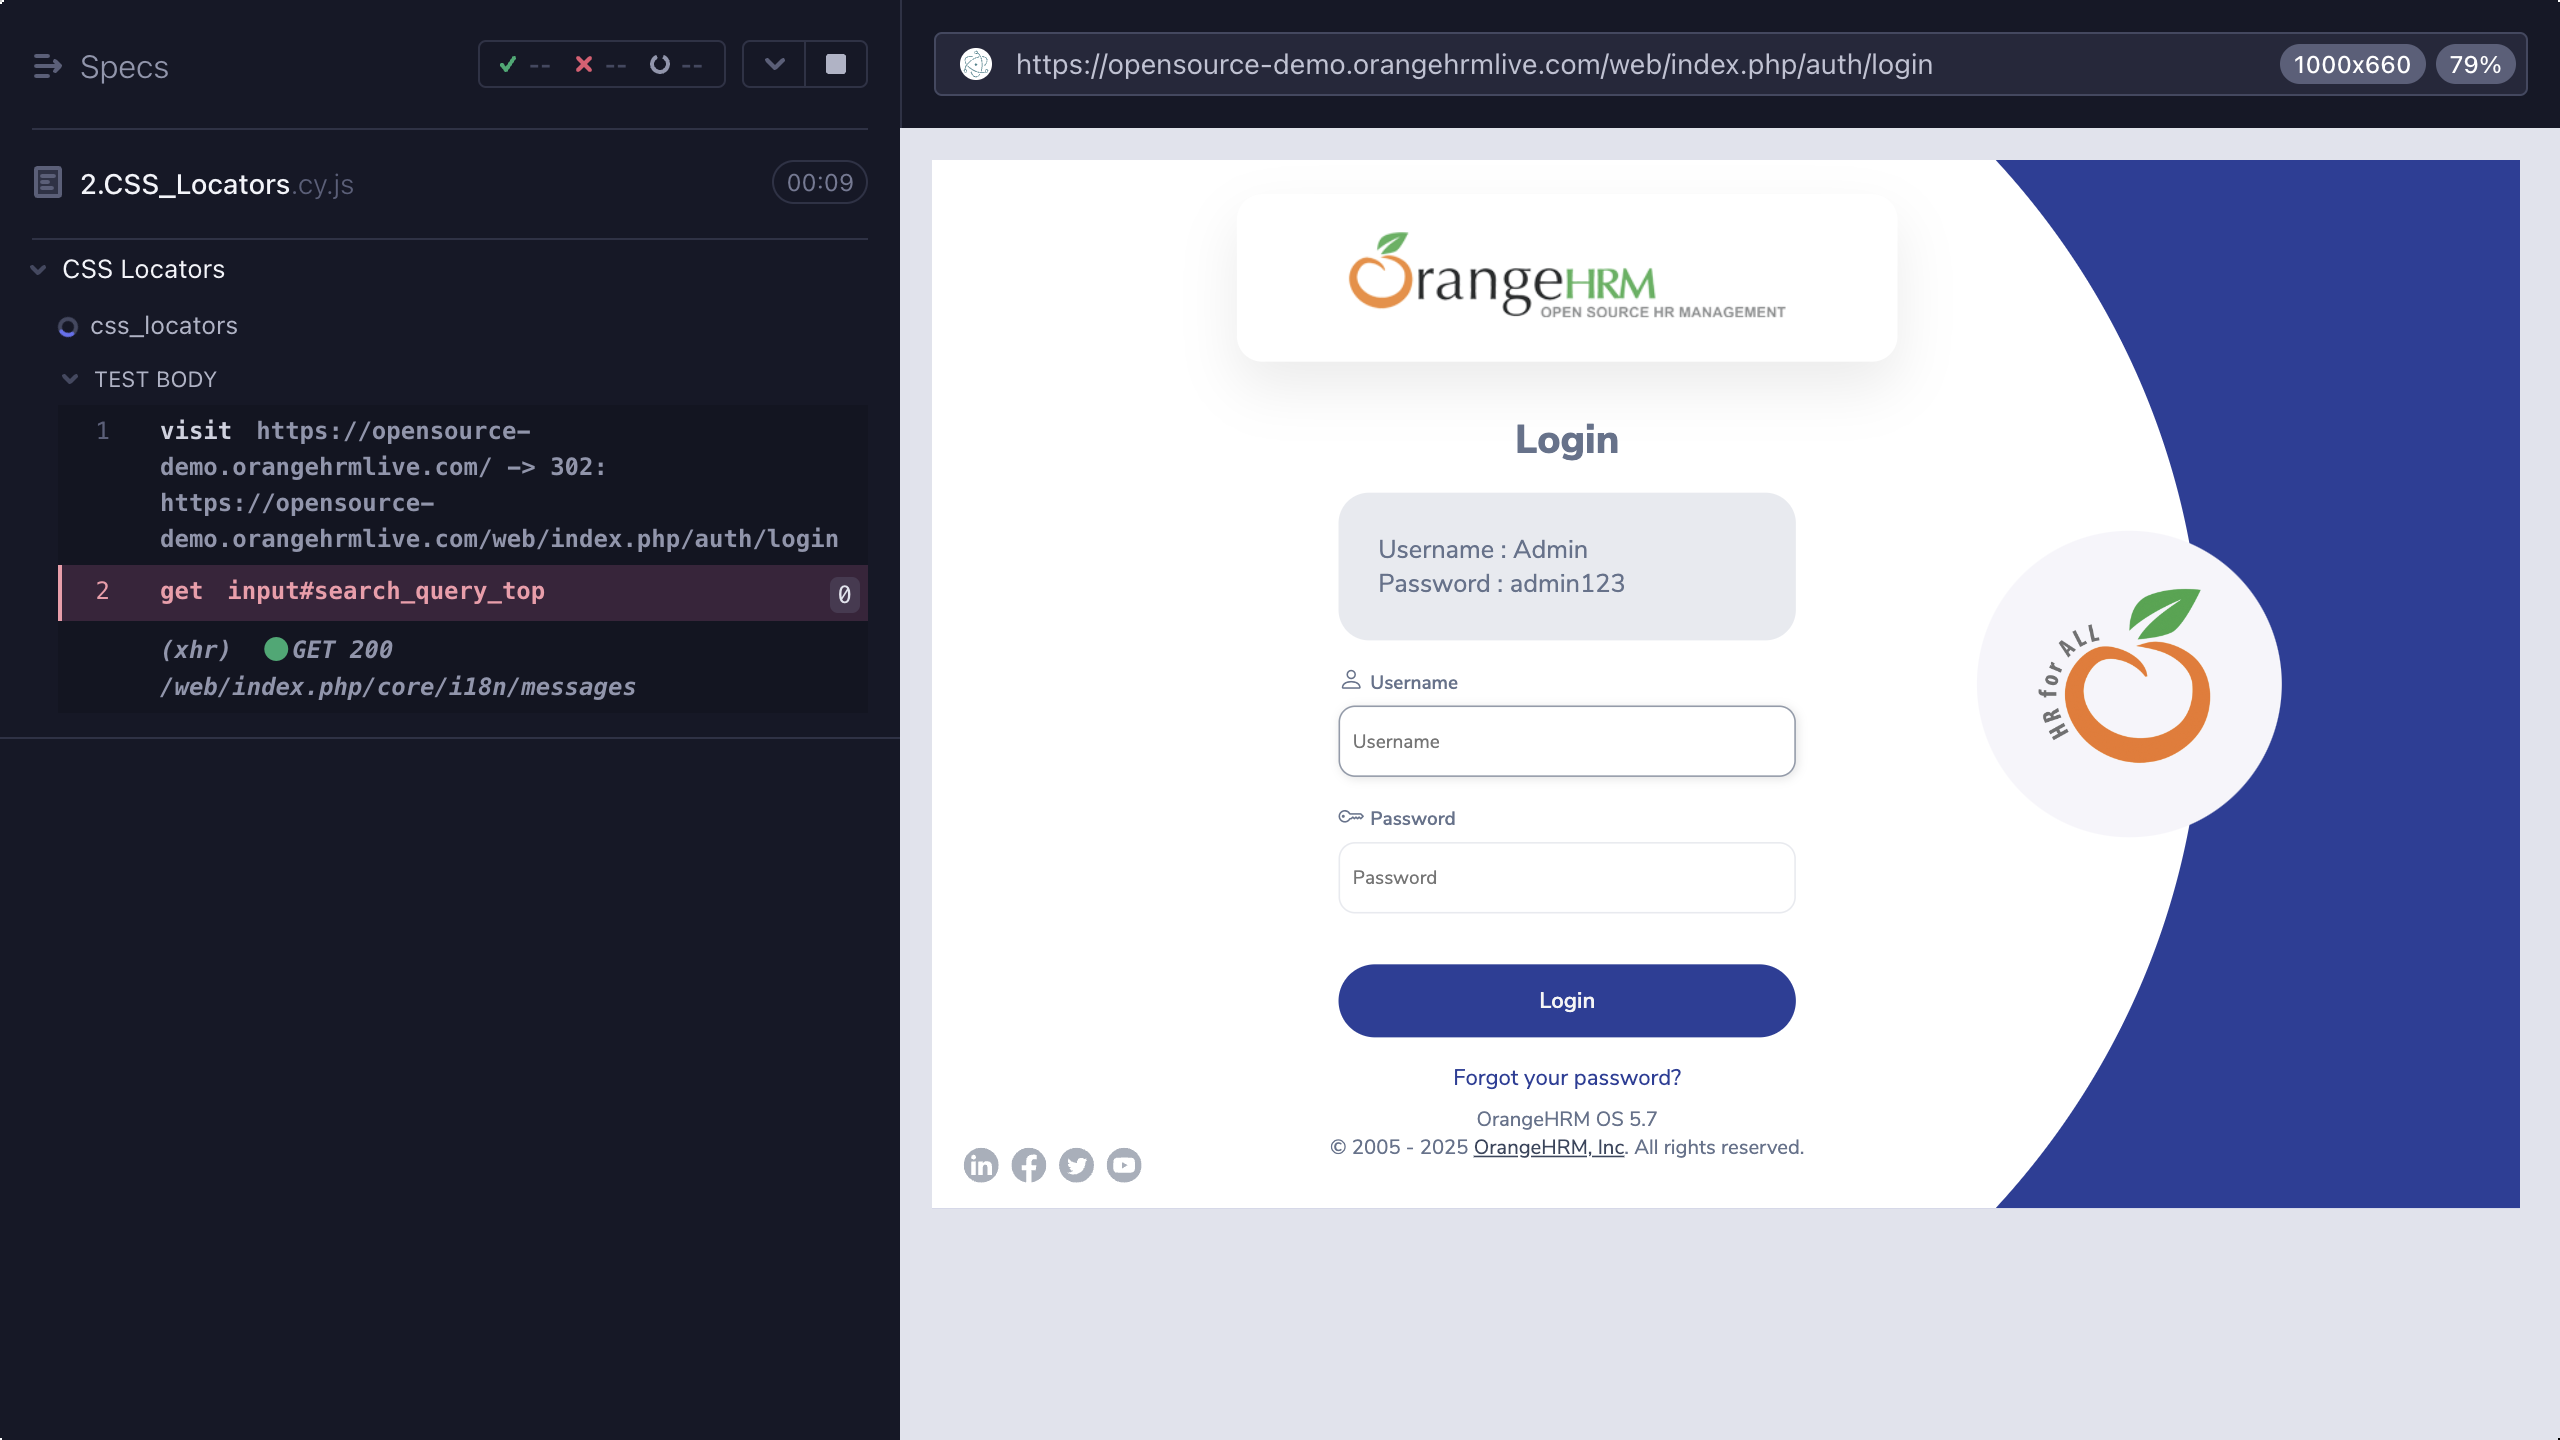 Specs
-- -- --
2.CSS_Locators.cy.js 00:09
CSS Locators
css_locators
TEST BODY
1 visit https://opensource-
demo.orangehrmlive.com/ -> 302:
https://opensource-
demo.orangehrmlive.com/web/index.php/auth/login
2 get input#search_query_top 0
(xhr) GET 200
/web/index.php/core/i18n/messages
https://opensource-demo.orangehrmlive.com/web/index.php/auth/login 1000x660 79%
OrangeHRM
OPEN SOURCE HR MANAGEMENT
Login
Username : Admin
Password : admin123
Username
Username
Password
Password
Login
Forgot your password?
OrangeHRM OS 5.7
© 2005 - 2025 OrangeHRM, Inc. All rights reserved.
HR for ALL